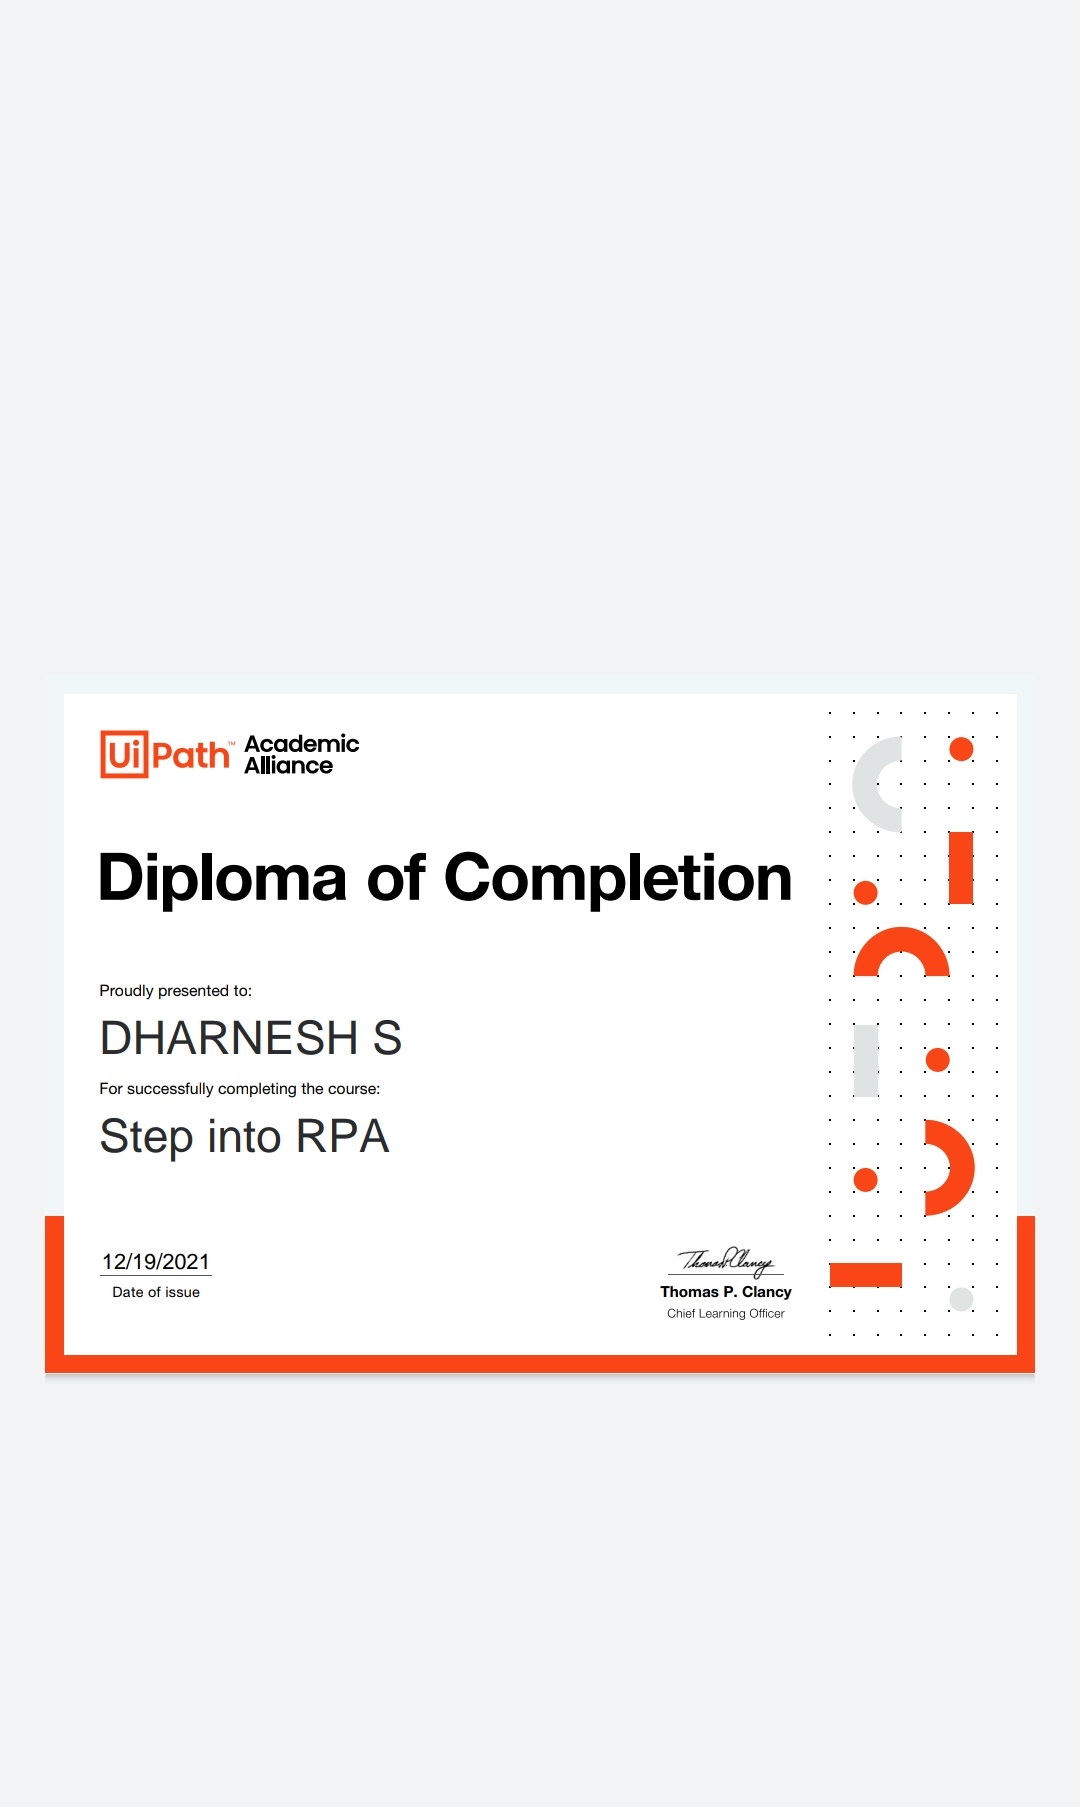 UiPath™ Academic
Alliance
Diploma of Completion
Proudly presented to:
DHARNESH S
For successfully completing the course:
Step into RPA
12/19/2021
Date of issue
Thomas P. Clancy
Thomas P. Clancy
Chief Learning Officer